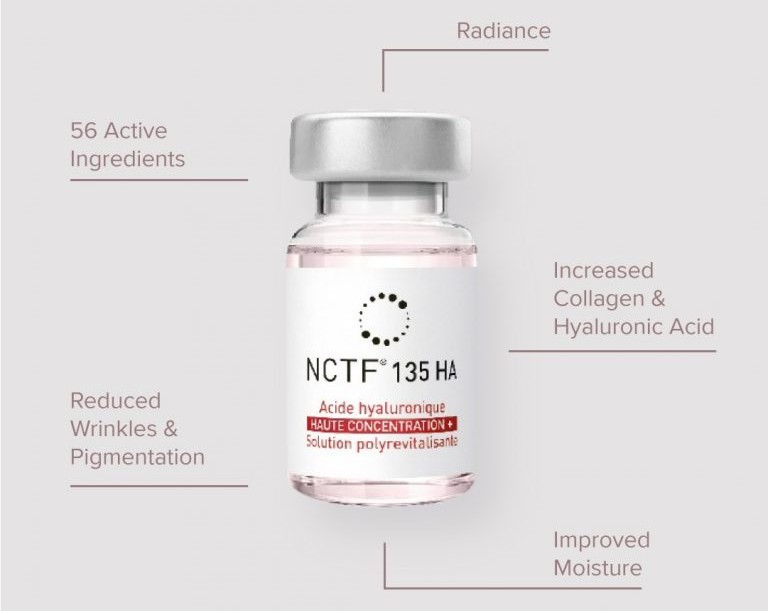 Radiance
56 Active
Ingredients
Increased
Collagen &
Hyaluronic Acid
NCTF® 135 HA
Acide hyaluronique
HAUTE CONCENTRATION +
Solution polyrevitalisante
Reduced
Wrinkles &
Pigmentation
Improved
Moisture